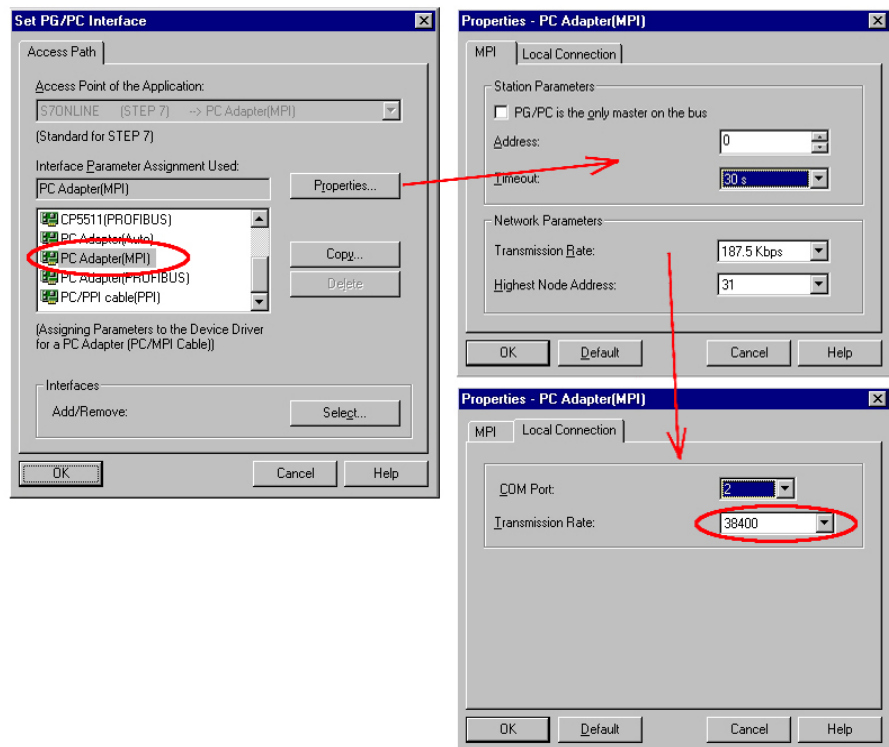 Set PG/PC Interface
Access Path
Access Point of the Application:
S7ONLINE (STEP 7) --> PC Adapter(MPI)
(Standard for STEP 7)
Interface Parameter Assignment Used:
PC Adapter(MPI)
Properties...
CP5511(PROFIBUS)
PC Adapter(Auto)
PC Adapter(MPI)
PC Adapter(PROFIBUS)
PC/PPI cable(PPI)
Copy...
Delete
(Assigning Parameters to the Device Driver
for a PC Adapter (PC/MPI Cable))
Interfaces
Add/Remove:
Select...
OK
Cancel
Help
Properties - PC Adapter(MPI)
MPI
Local Connection
Station Parameters
PG/PC is the only master on the bus
Address:
0
Timeout:
30 s
Network Parameters
Transmission Rate:
187.5 Kbps
Highest Node Address:
31
OK
Default
Cancel
Help
Properties - PC Adapter(MPI)
MPI
Local Connection
COM Port:
2
Transmission Rate:
38400
OK
Default
Cancel
Help